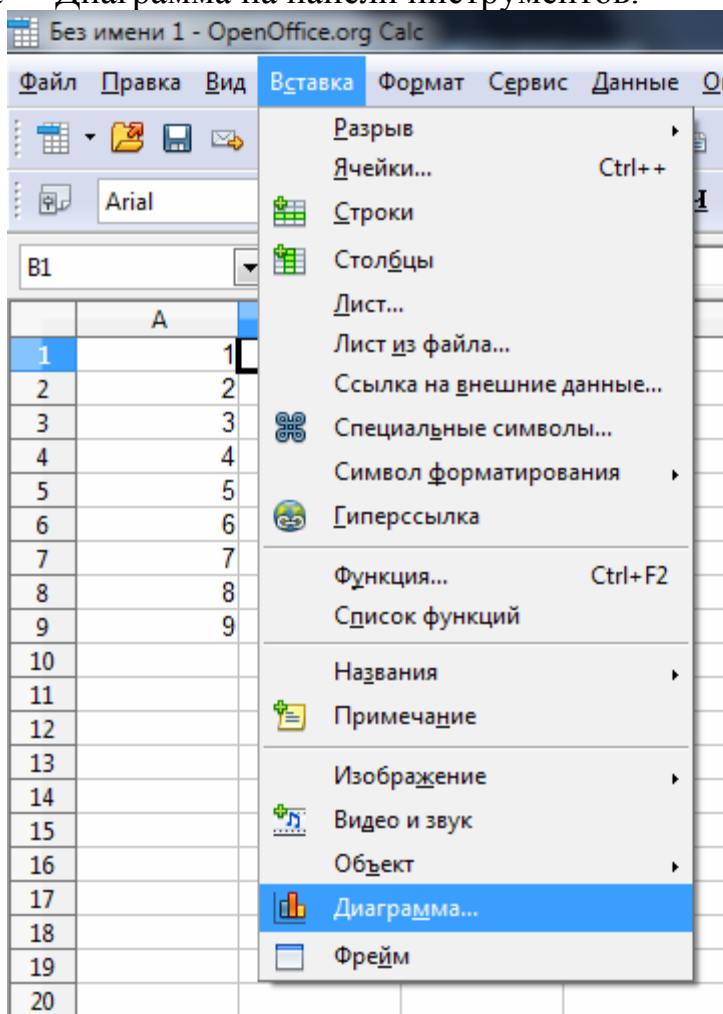 Диаграмма на панели инструментов.
Без имени 1 - OpenOffice.org Calc
Файл Правка Вид Вставка Формат Сервис Данные
Arial
B1
A
1 1
2 2
3 3
4 4
5 5
6 6
7 7
8 8
9 9
10
11
12
13
14
15
16
17
18
19
20
Разрыв
Ячейки... Ctrl++
Строки
Столбцы
Лист...
Лист из файла...
Ссылка на внешние данные...
Специальные символы...
Символ форматирования
Гиперссылка
Функция... Ctrl+F2
Список функций
Названия
Примечание
Изображение
Видео и звук
Объект
Диаграмма...
Фрейм